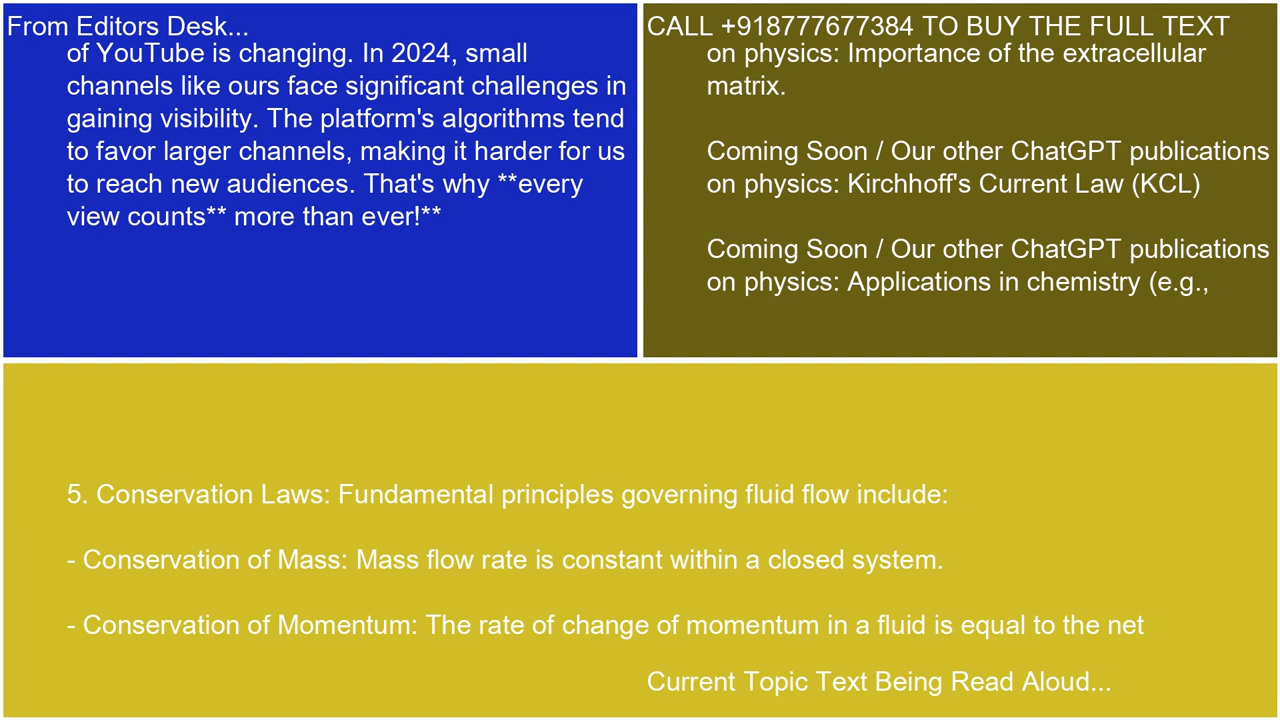 From Editors Desk...
of YouTube is changing. In 2024, small
channels like ours face significant challenges in
gaining visibility. The platform's algorithms tend
to favor larger channels, making it harder for us
to reach new audiences. That's why **every
view counts** more than ever!**
CALL +918777677384 TO BUY THE FULL TEXT
on physics: Importance of the extracellular
matrix.
Coming Soon / Our other ChatGPT publications
on physics: Kirchhoff's Current Law (KCL)
Coming Soon / Our other ChatGPT publications
on physics: Applications in chemistry (e.g.,
5. Conservation Laws: Fundamental principles governing fluid flow include:
- Conservation of Mass: Mass flow rate is constant within a closed system.
- Conservation of Momentum: The rate of change of momentum in a fluid is equal to the net
Current Topic Text Being Read Aloud...